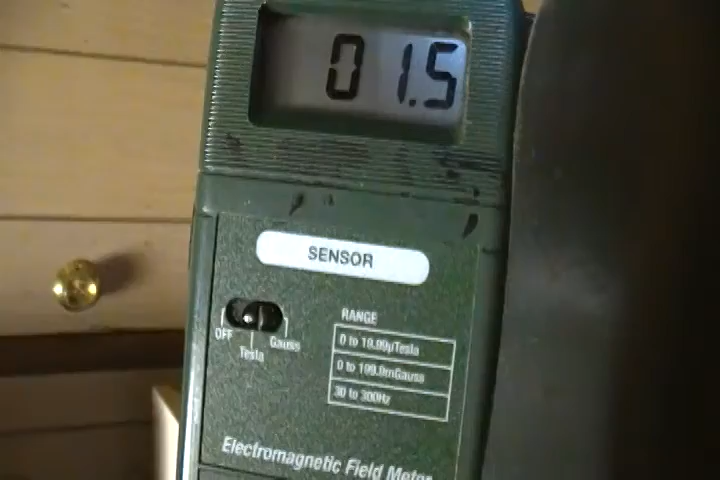 01.5
SENSOR
OFF
Tesla
Gauss
RANGE
0 to 19.99µTesla
0 to 199.9mGauss
30 to 300Hz
Electromagnetic Field Meter